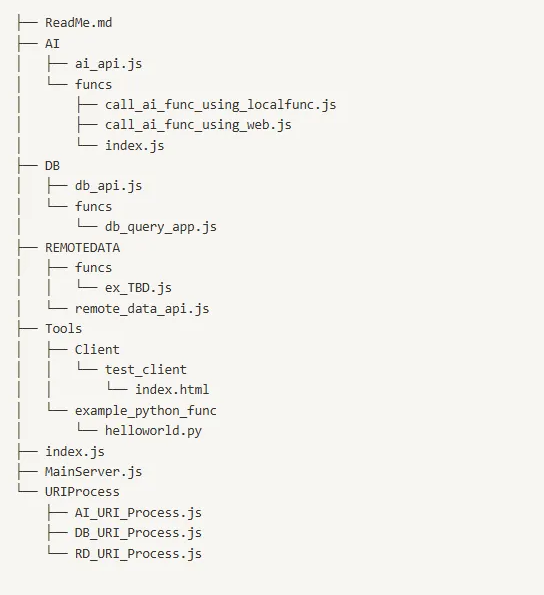 ├── ReadMe.md
├── AI
│   ├── ai_api.js
│   └── funcs
│       ├── call_ai_func_using_localfunc.js
│       ├── call_ai_func_using_web.js
│       └── index.js
├── DB
│   ├── db_api.js
│   └── funcs
│       └── db_query_app.js
├── REMOTEDATA
│   ├── funcs
│   │   └── ex_TBD.js
│   └── remote_data_api.js
├── Tools
│   ├── Client
│   │   └── test_client
│   │       └── index.html
│   └── example_python_func
│       └── helloworld.py
├── index.js
├── MainServer.js
└── URIProcess
    ├── AI_URI_Process.js
    ├── DB_URI_Process.js
    └── RD_URI_Process.js